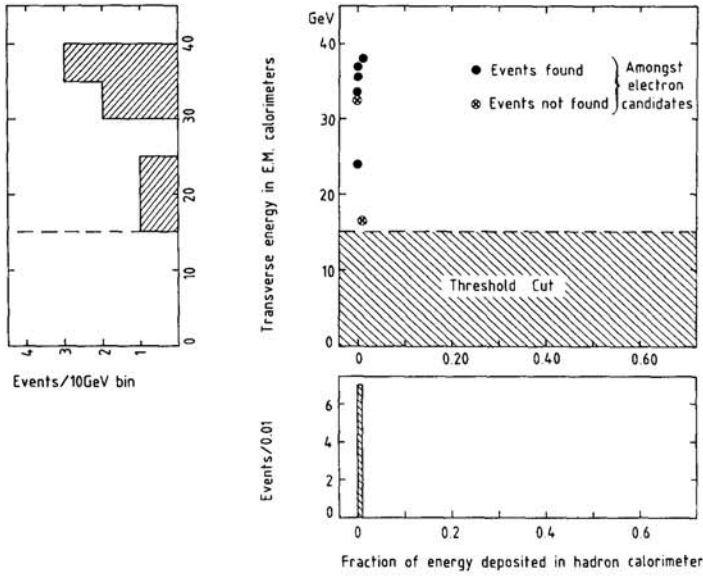 GeV
40
30
20
10
0
Transverse energy in E.M. calorimeters
Events found
Events not found
Amongst
electron
candidates
Threshold Cut
0
0.20
0.40
0.60
40
30
20
10
0
4
3
2
1
Events/10GeV bin
6
4
2
0
Events/0.01
0
0.2
0.4
0.6
Fraction of energy deposited in hadron calorimeter